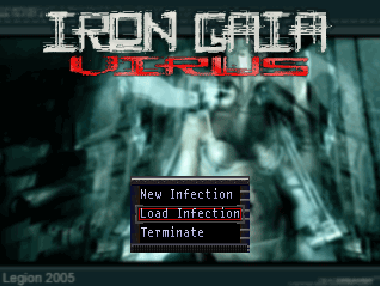 IRON GAIA
VIRUS
New Infection
Load Infection
Terminate
Legion 2005